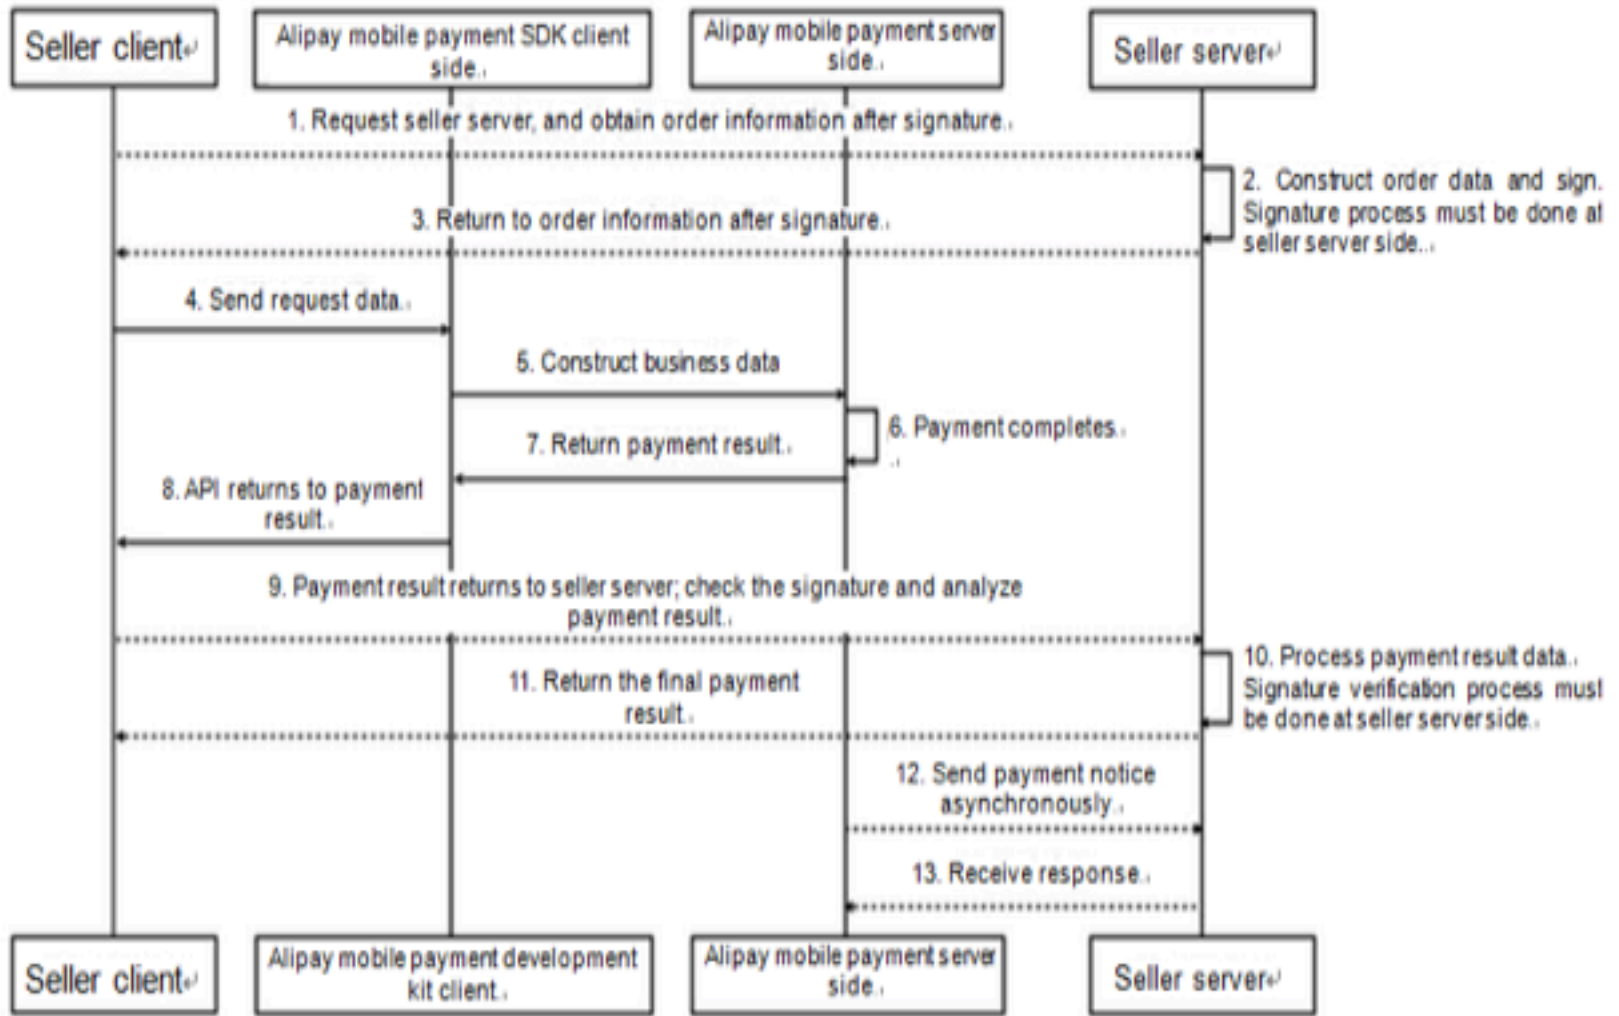 Seller client
Alipay mobile payment SDK client
side.
Alipay mobile payment server
side.
Seller server
1. Request seller server, and obtain order information after signature.
2. Construct order data and sign.
Signature process must be done at
seller server side.
3. Return to order information after signature.
4. Send request data.
5. Construct business data
6. Payment completes.
7. Return payment result.
8. API returns to payment
result.
9. Payment result returns to seller server; check the signature and analyze
payment result.
10. Process payment result data.
Signature verification process must
be done at seller server side.
11. Return the final payment
result.
12. Send payment notice
asynchronously.
13. Receive response.
Seller client
Alipay mobile payment development
kit client.
Alipay mobile payment server
side.
Seller server